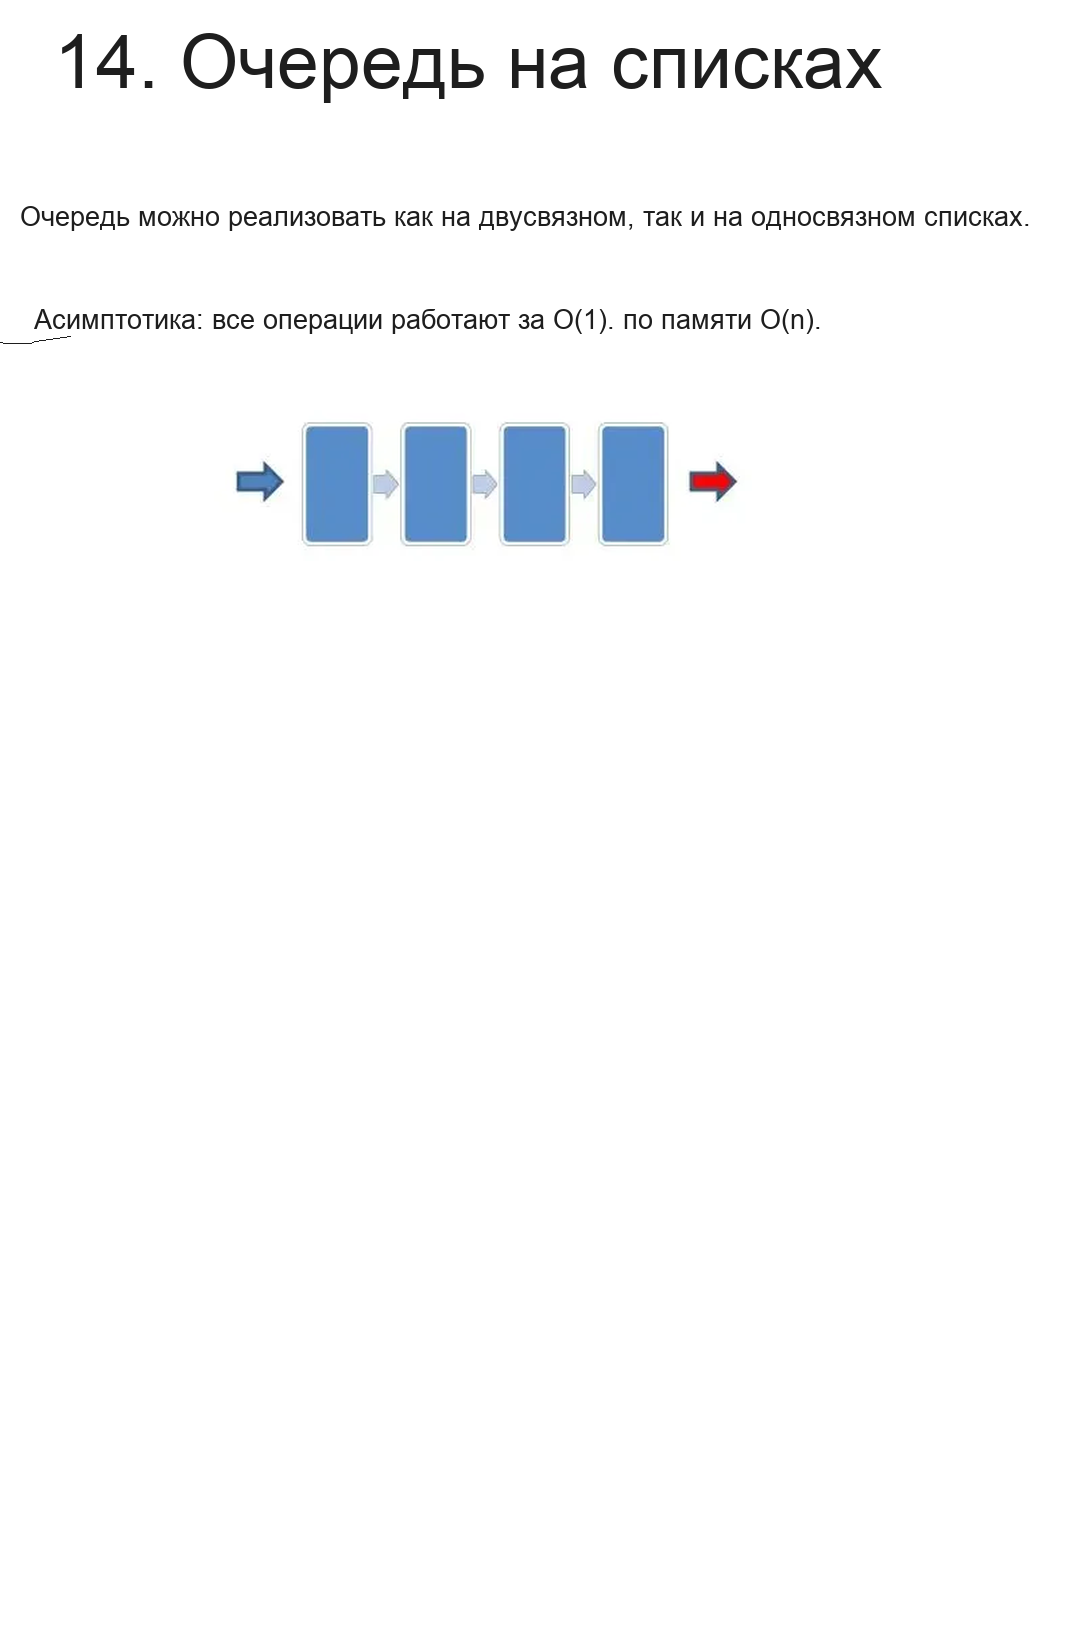 14. Очередь на списках
Очередь можно реализовать как на двусвязном, так и на односвязном списках.
Асимптотика: все операции работают за O(1). по памяти O(n).